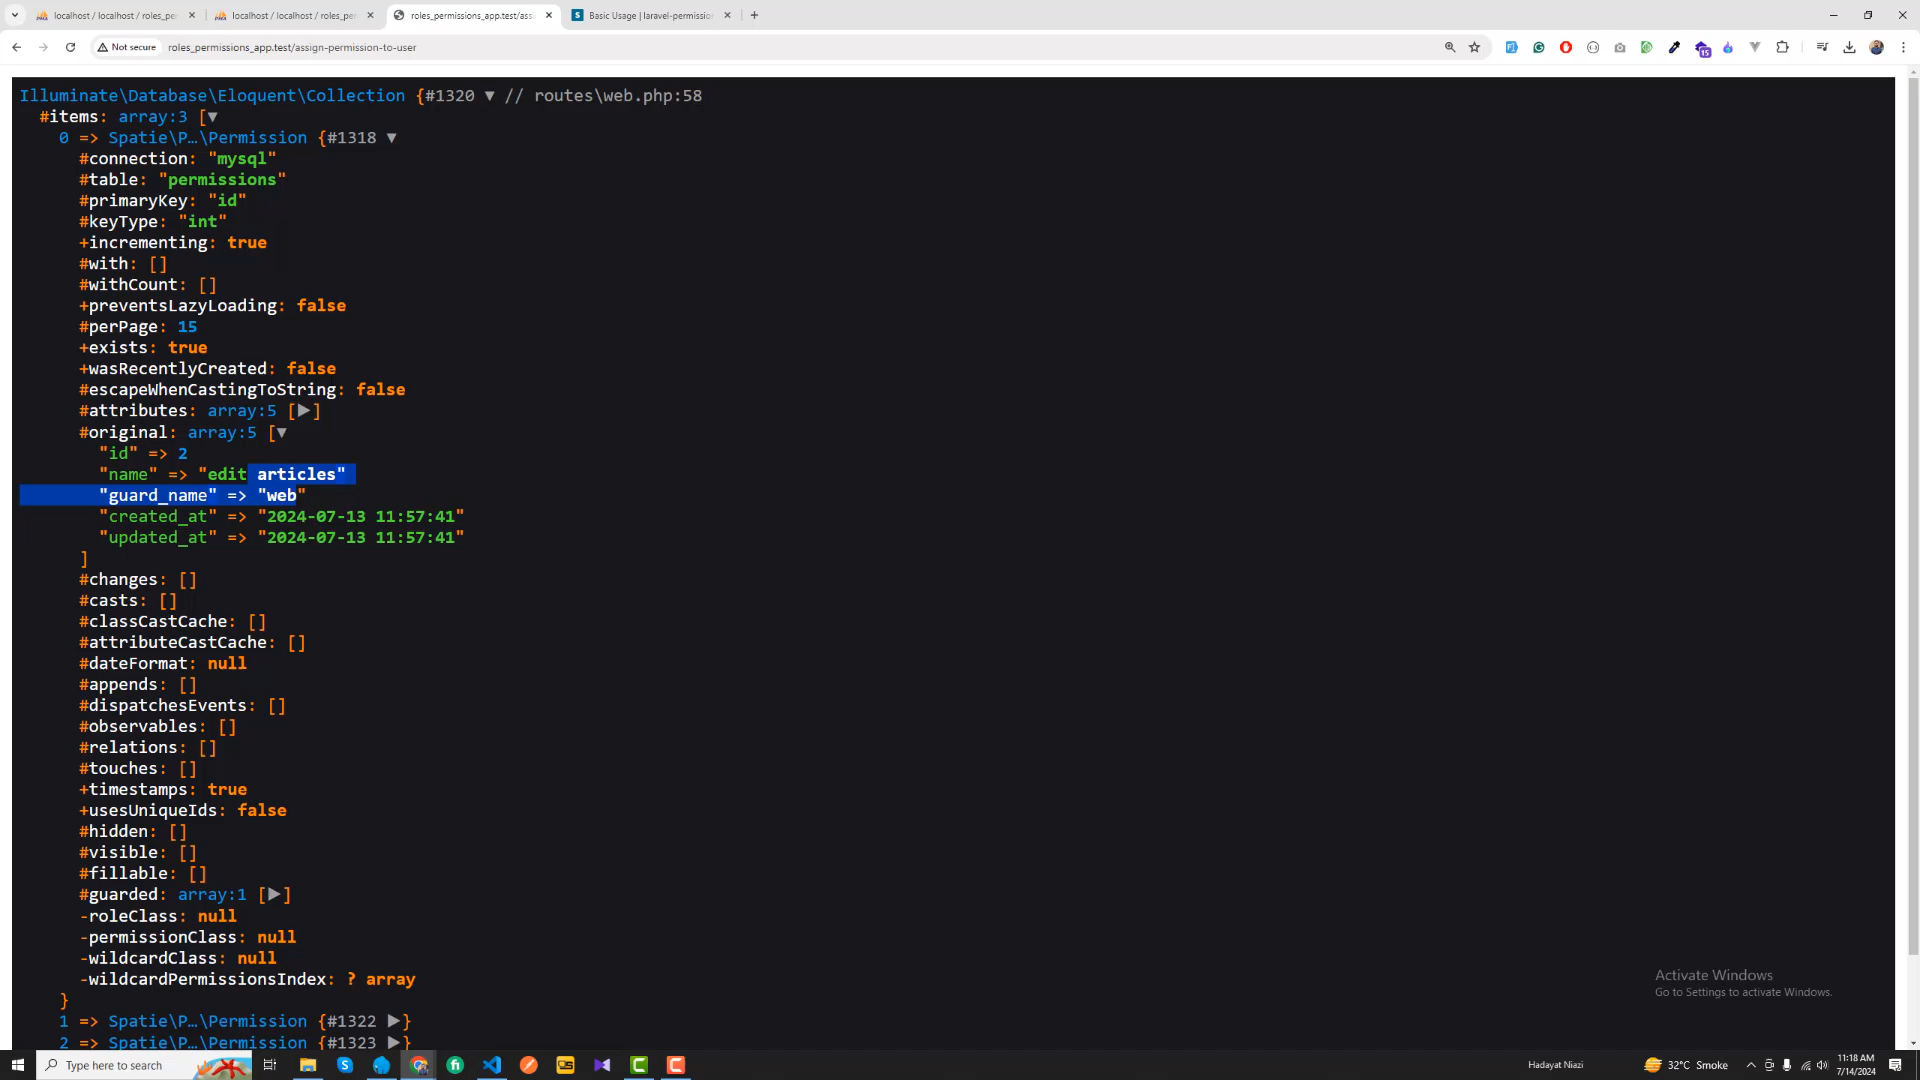 localhost / localhost / roles_per
localhost / localhost / roles_per
roles_permissions_app.test/assi
Basic Usage | laravel-permission
Not secure
roles_permissions_app.test/assign-permission-to-user
15
Illuminate\Database\Eloquent\Collection {#1320 ▼ // routes\web.php:58
#items: array:3 [▼
0 => Spatie\P…\Permission {#1318 ▼
#connection: "mysql"
#table: "permissions"
#primaryKey: "id"
#keyType: "int"
+incrementing: true
#with: []
#withCount: []
+preventsLazyLoading: false
#perPage: 15
+exists: true
+wasRecentlyCreated: false
#escapeWhenCastingToString: false
#attributes: array:5 [▶]
#original: array:5 [▼
"id" => 2
"name" => "edit articles"
"guard_name" => "web"
"created_at" => "2024-07-13 11:57:41"
"updated_at" => "2024-07-13 11:57:41"
]
#changes: []
#casts: []
#classCastCache: []
#attributeCastCache: []
#dateFormat: null
#appends: []
#dispatchesEvents: []
#observables: []
#relations: []
#touches: []
+timestamps: true
+usesUniqueIds: false
#hidden: []
#visible: []
#fillable: []
#guarded: array:1 [▶]
-roleClass: null
-permissionClass: null
-wildcardClass: null
-wildcardPermissionsIndex: ? array
}
1 => Spatie\P…\Permission {#1322 ▶}
2 => Spatie\P…\Permission {#1323 ▶}
Activate Windows
Go to Settings to activate Windows.
Type here to search
Hadayat Niazi
32°C Smoke
11:18 AM
7/14/2024